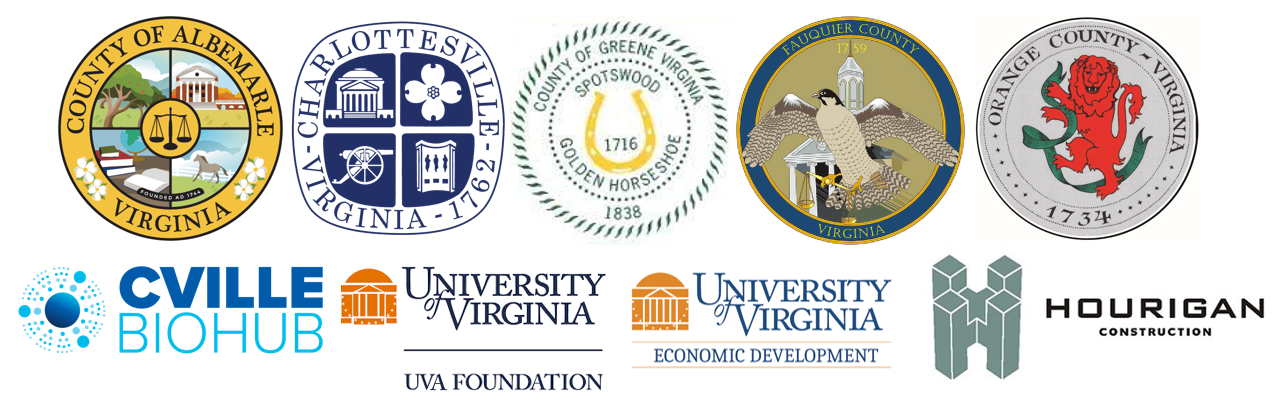 COUNTY OF ALBEMARLE
FOUNDED AD 1744
VIRGINIA
CHARLOTTESVILLE
VIRGINIA - 1762
COUNTY OF GREENE VIRGINIA
SPOTSWOOD
1716
GOLDEN HORSESHOE
1838
FAUQUIER COUNTY
1759
VIRGINIA
ORANGE COUNTY ~ VIRGINIA
1734
CVILLE
BIOHUB
UNIVERSITY
of VIRGINIA
UVA FOUNDATION
UNIVERSITY
of VIRGINIA
ECONOMIC DEVELOPMENT
HOURIGAN
CONSTRUCTION